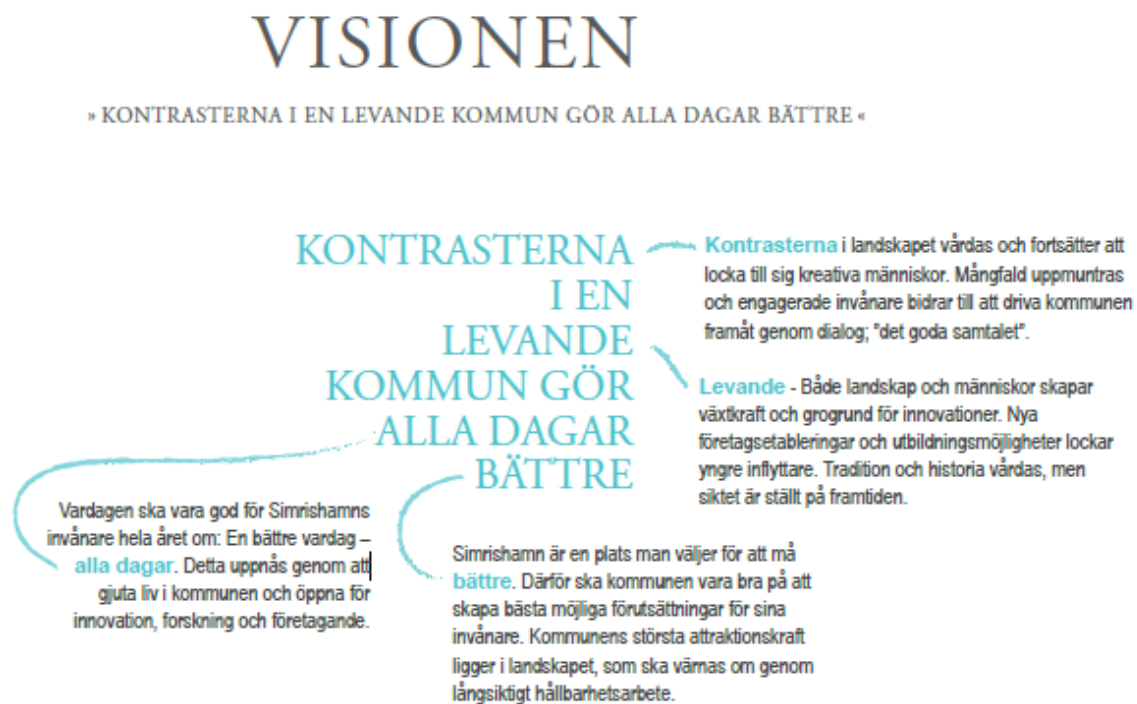 VISIONEN
» KONTRASTERNA I EN LEVANDE KOMMUN GÖR ALLA DAGAR BÄTTRE «
KONTRASTERNA
I EN
LEVANDE
KOMMUN GÖR
ALLA DAGAR
BÄTTRE
Kontrasterna i landskapet vårdas och fortsätter att
locka till sig kreativa människor. Mångfald uppmuntras
och engagerade invånare bidrar till att driva kommunen
framåt genom dialog; "det goda samtalet".
Levande - Både landskap och människor skapar
växtkraft och grogrund för innovationer. Nya
företagsetableringar och utbildningsmöjligheter lockar
yngre inflyttare. Tradition och historia vårdas, men
siktet är ställt på framtiden.
Vardagen ska vara god för Simrishamns
invånare hela året om: En bättre vardag –
alla dagar. Detta uppnås genom att
gjuta liv i kommunen och öppna för
innovation, forskning och företagande.
Simrishamn är en plats man väljer för att må
bättre. Därför ska kommunen vara bra på att
skapa bästa möjliga förutsättningar för sina
invånare. Kommunens största attraktionskraft
ligger i landskapet, som ska värnas om genom
långsiktigt hållbarhetsarbete.